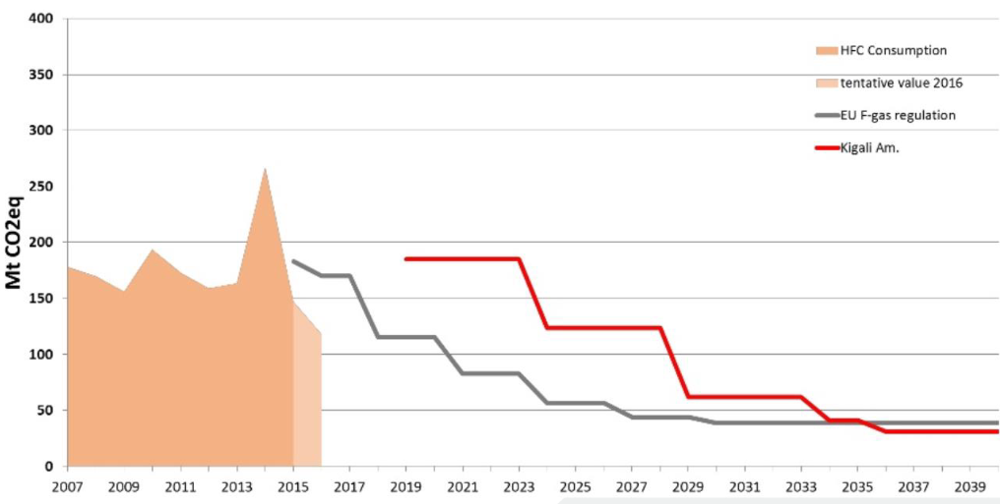 400
350
300
250
200
150
100
50
0
Mt CO2eq
HFC Consumption
tentative value 2016
EU F-gas regulation
Kigali Am.
2007 2009 2011 2013 2015 2017 2019 2021 2023 2025 2027 2029 2031 2033 2035 2037 2039